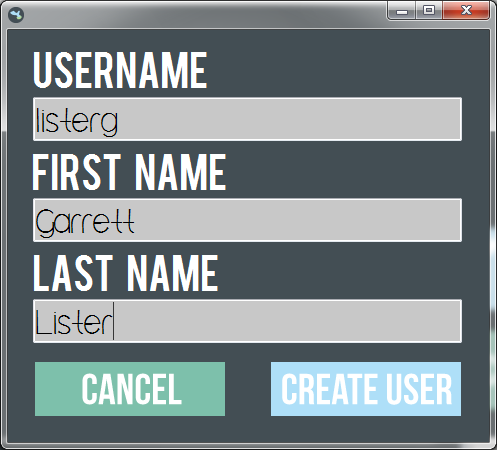 USERNAME
listerg
FIRST NAME
Garrett
LAST NAME
Lister
CANCEL
CREATE USER